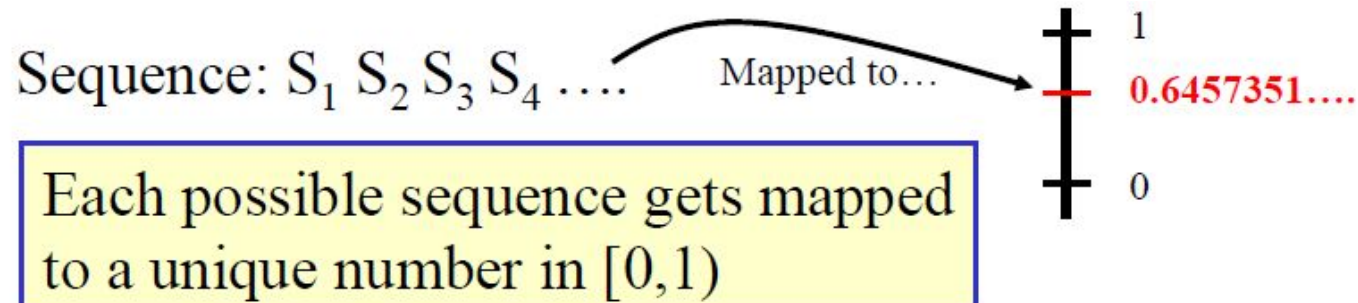 1
Sequence: S₁ S₂ S₃ S₄ ….
Mapped to…
0.6457351….
Each possible sequence gets mapped
to a unique number in [0,1)
0